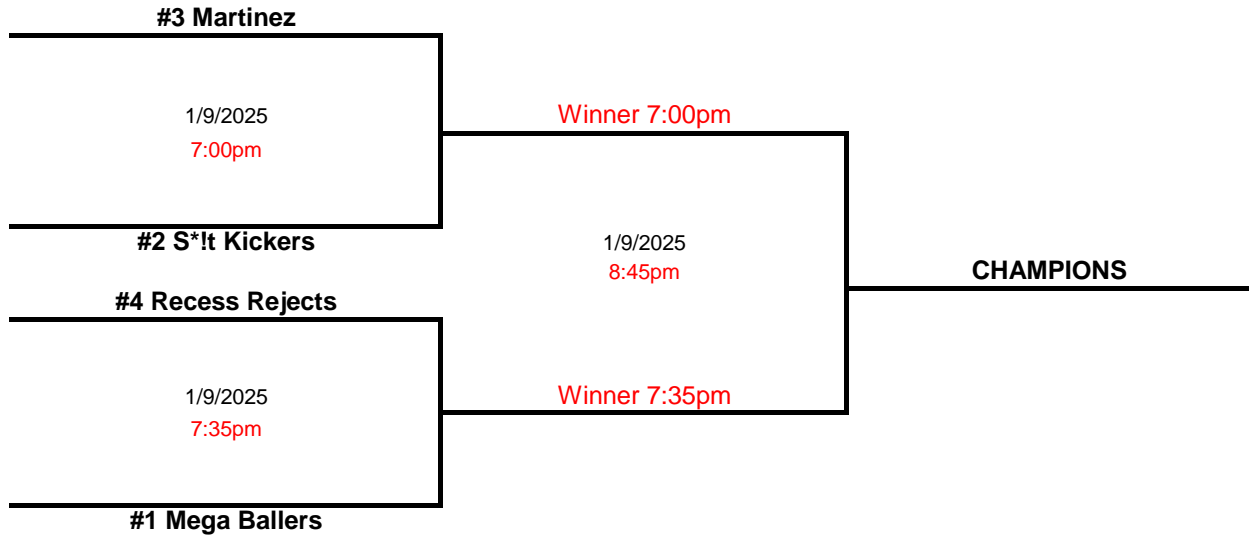 #3 Martinez
1/9/2025
7:00pm
#2 S*!t Kickers
#4 Recess Rejects
1/9/2025
7:35pm
#1 Mega Ballers
Winner 7:00pm
1/9/2025
8:45pm
Winner 7:35pm
CHAMPIONS